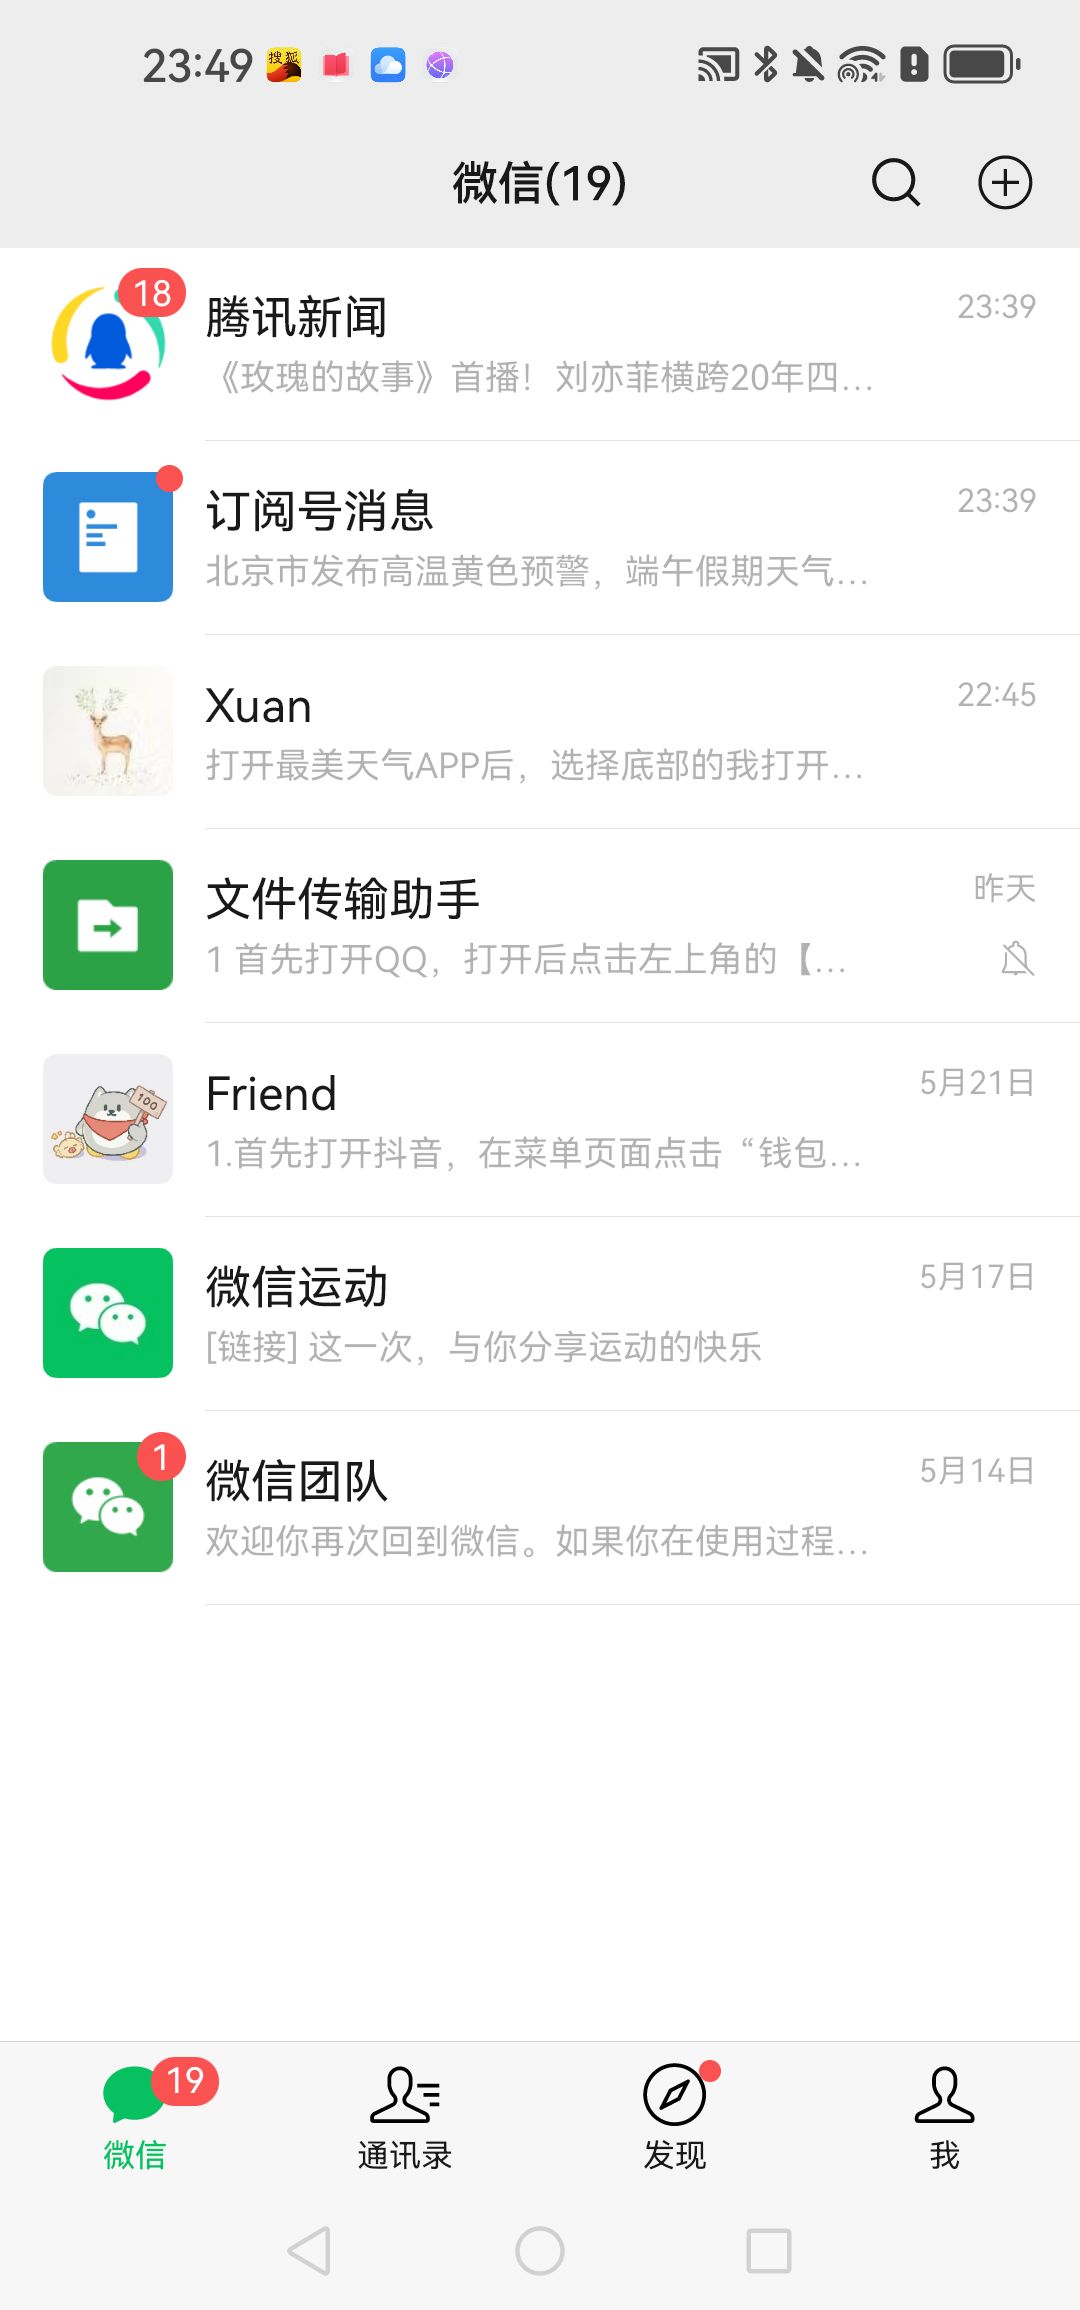 23:49 搜狐
微信(19)
18
腾讯新闻 23:39
《玫瑰的故事》首播！刘亦菲横跨20年四...
订阅号消息 23:39
北京市发布高温黄色预警，端午假期天气...
Xuan 22:45
打开最美天气APP后，选择底部的我打开...
文件传输助手 昨天
1 首先打开QQ，打开后点击左上角的【...
100
Friend 5月21日
1.首先打开抖音，在菜单页面点击“钱包...
微信运动 5月17日
[链接] 这一次，与你分享运动的快乐
1
微信团队 5月14日
欢迎你再次回到微信。如果你在使用过程...
19
微信 通讯录 发现 我